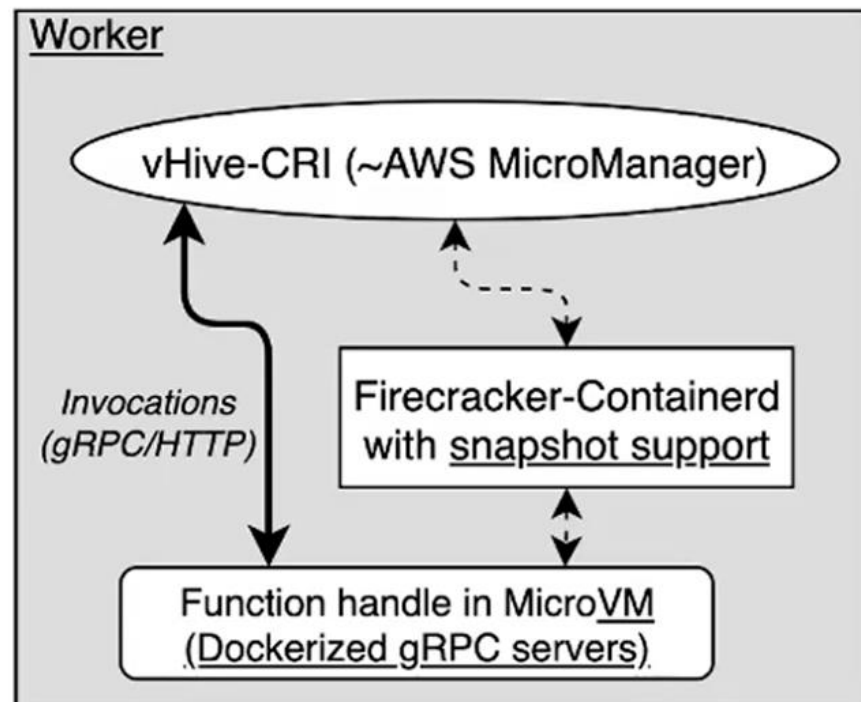 Worker
vHive-CRI (~AWS MicroManager)
Invocations
(gRPC/HTTP)
Firecracker-Containerd
with snapshot support
Function handle in MicroVM
(Dockerized gRPC servers)